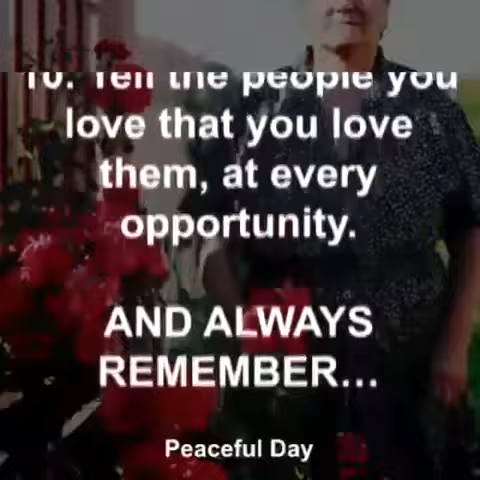 10. Tell the people you
love that you love
them, at every
opportunity.
AND ALWAYS
REMEMBER...
Peaceful Day